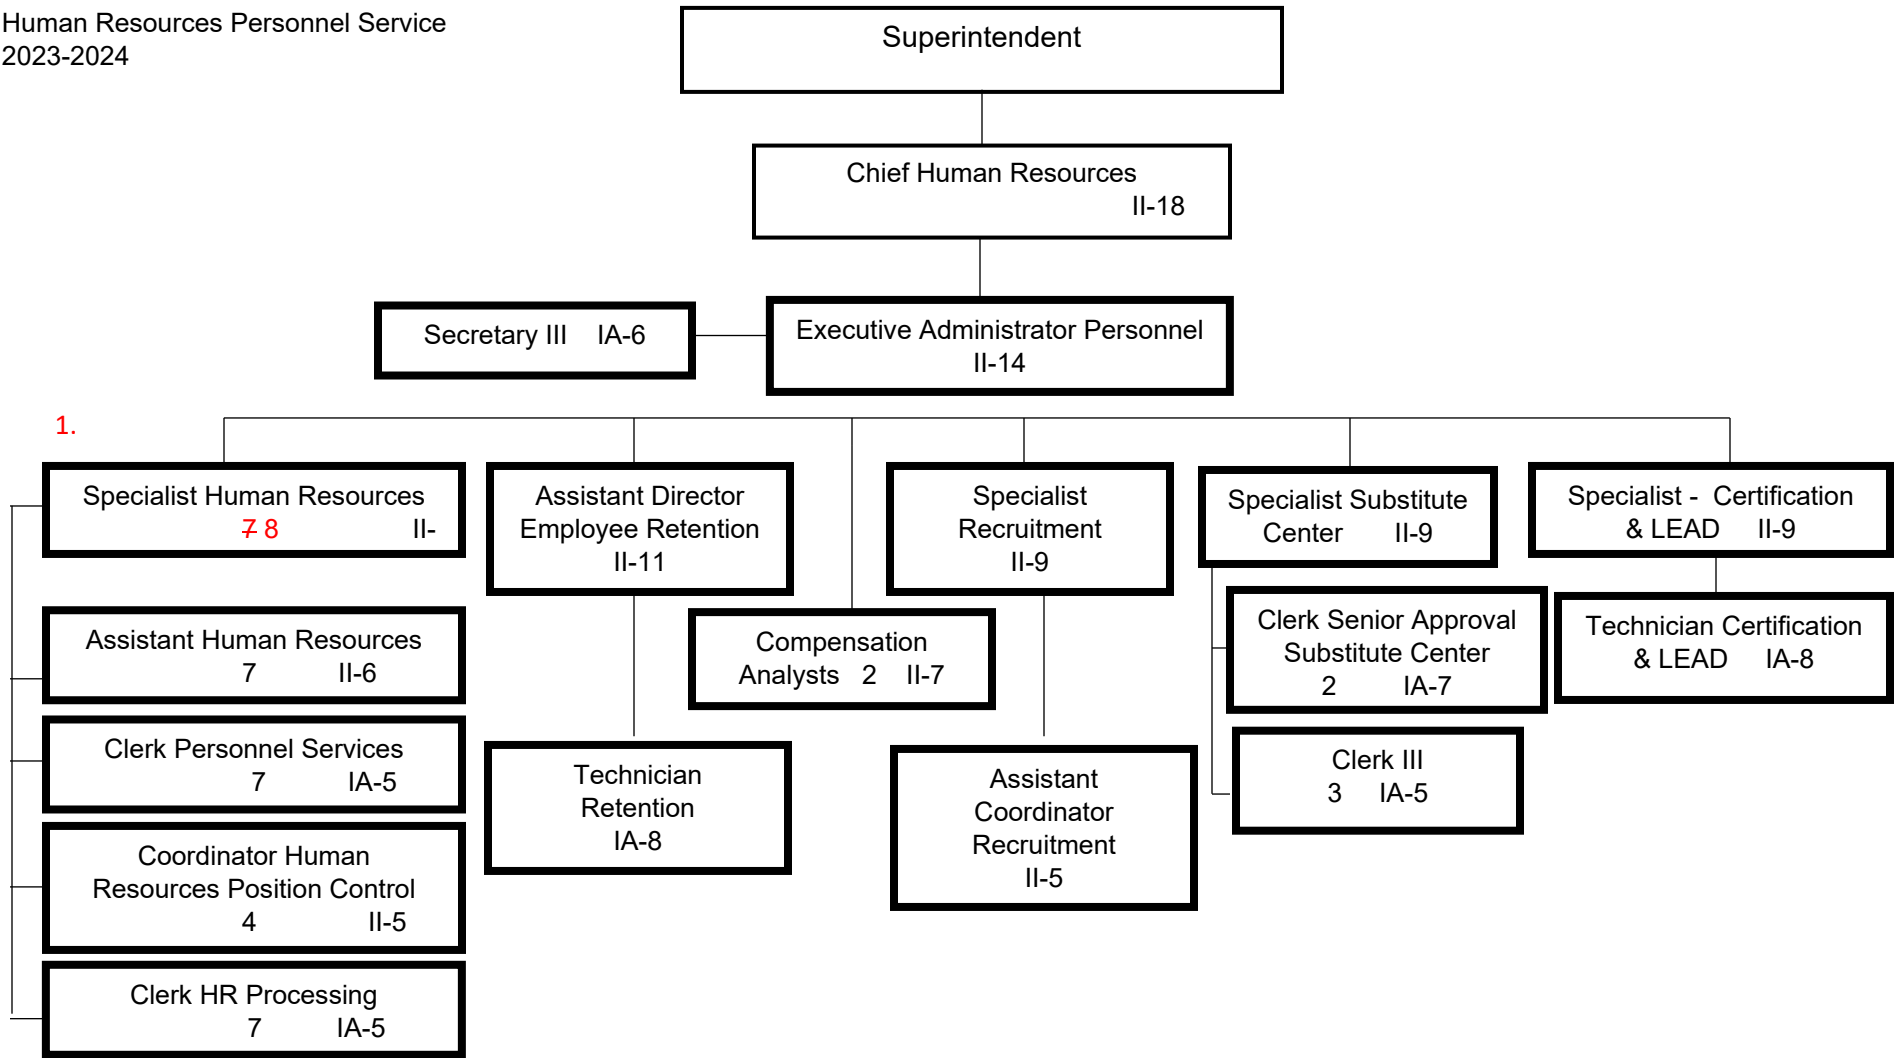 Human Resources Personnel Service
2023-2024
Superintendent
Chief Human Resources
II-18
Secretary III IA-6
Executive Administrator Personnel
II-14
1.
Specialist Human Resources
7 8 II-
Assistant Human Resources
7 II-6
Clerk Personnel Services
7 IA-5
Coordinator Human
Resources Position Control
4 II-5
Clerk HR Processing
7 IA-5
Assistant Director
Employee Retention
II-11
Technician
Retention
IA-8
Compensation
Analysts 2 II-7
Specialist
Recruitment
II-9
Assistant
Coordinator
Recruitment
II-5
Specialist Substitute
Center II-9
Clerk Senior Approval
Substitute Center
2 IA-7
Clerk III
3 IA-5
Specialist - Certification
& LEAD II-9
Technician Certification
& LEAD IA-8